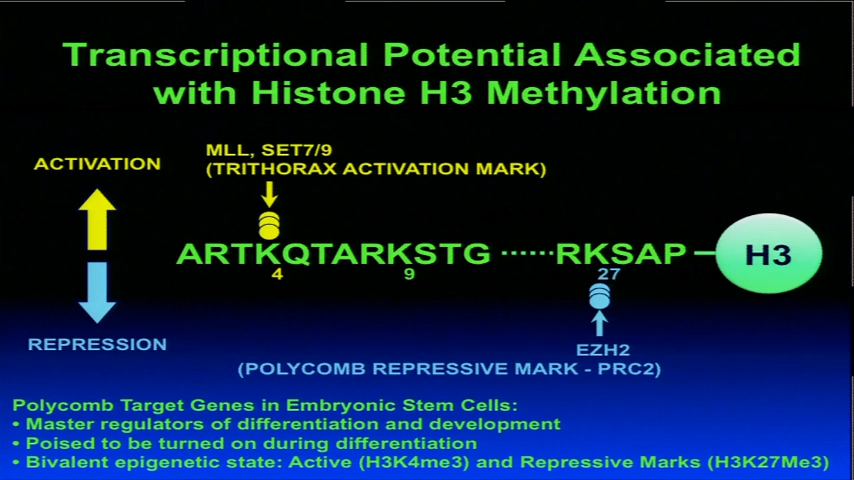 Transcriptional Potential Associated
with Histone H3 Methylation
MLL, SET7/9
ACTIVATION
(TRITHORAX ACTIVATION MARK)
ARTKQTARKSTG ······RKSAP
H3
4
9
27
REPRESSION
EZH2
(POLYCOMB REPRESSIVE MARK - PRC2)
Polycomb Target Genes in Embryonic Stem Cells:
• Master regulators of differentiation and development
• Poised to be turned on during differentiation
• Bivalent epigenetic state: Active (H3K4me3) and Repressive Marks (H3K27Me3)